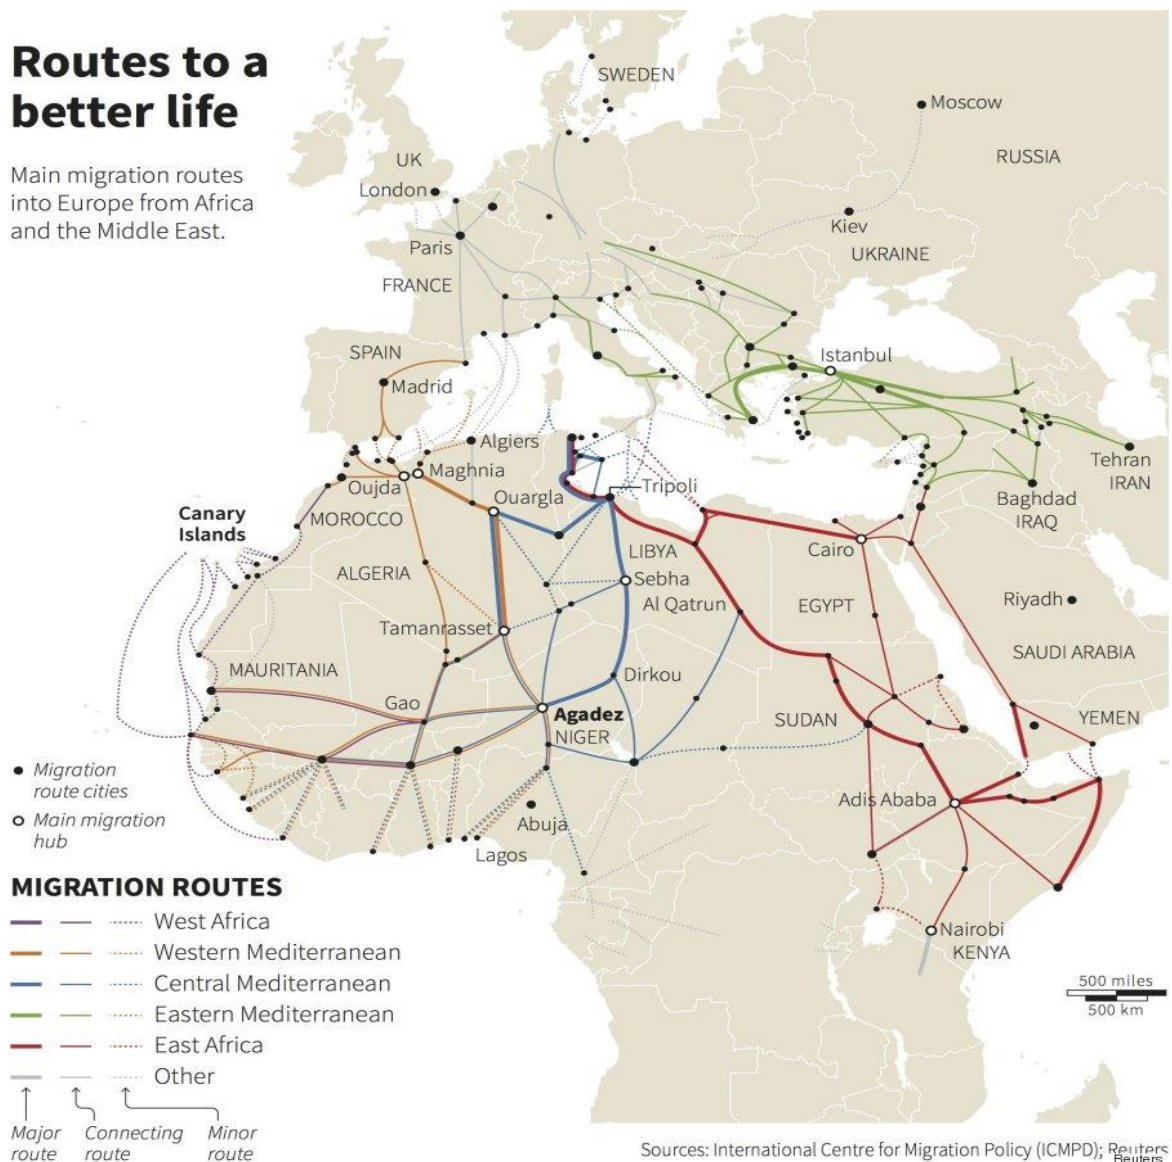 Routes to a
better life
Main migration routes
into Europe from Africa
and the Middle East.
SWEDEN
Moscow
RUSSIA
UK
London
Kiev
UKRAINE
Paris
FRANCE
SPAIN
Madrid
Istanbul
Algiers
Maghnia
Oujda
Ouargla
Tripoli
Tehran
IRAN
Baghdad
IRAQ
Canary
Islands
MOROCCO
LIBYA
Cairo
ALGERIA
Sebha
Al Qatrun
EGYPT
Riyadh
Tamanrasset
SAUDI ARABIA
MAURITANIA
Dirkou
Gao
Agadez
NIGER
SUDAN
YEMEN
Migration
route cities
Main migration
hub
Adis Ababa
Abuja
Lagos
Nairobi
KENYA
MIGRATION ROUTES
West Africa
Western Mediterranean
Central Mediterranean
Eastern Mediterranean
East Africa
Other
Major
route
Connecting
route
Minor
route
500 miles
500 km
Sources: International Centre for Migration Policy (ICMPD); Reuters
Reuters